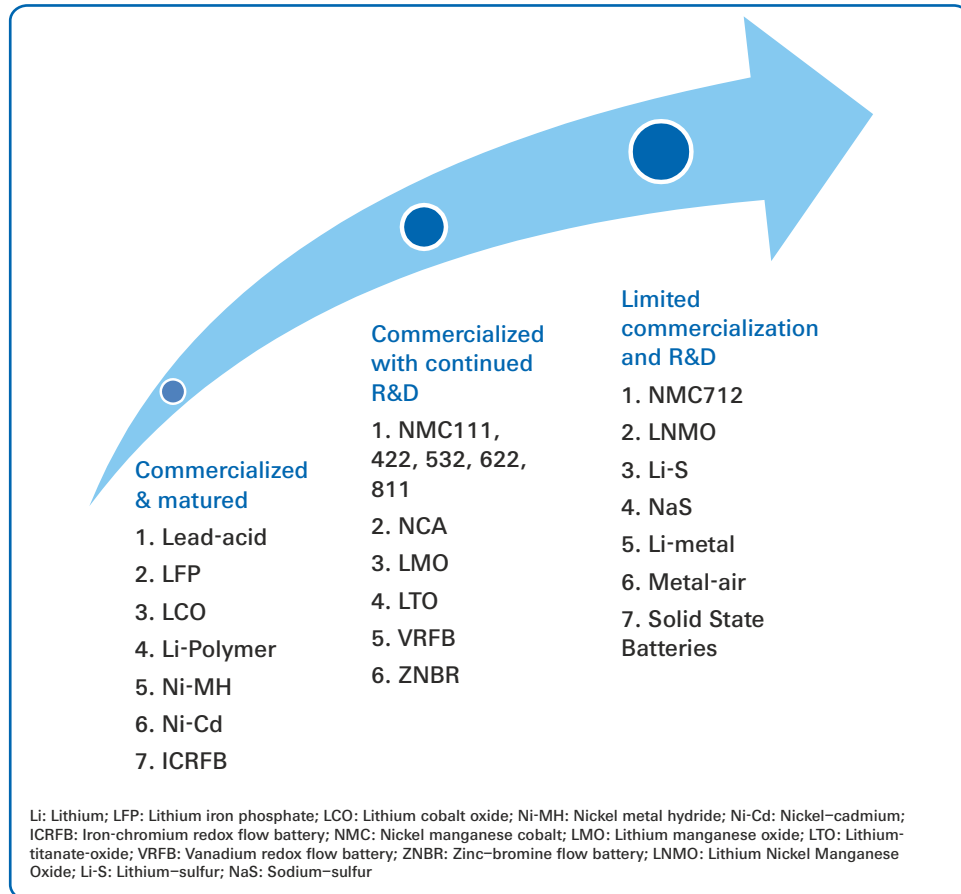 Commercialized
& matured
1. Lead-acid
2. LFP
3. LCO
4. Li-Polymer
5. Ni-MH
6. Ni-Cd
7. ICRFB
Commercialized
with continued
R&D
1. NMC111,
422, 532, 622,
811
2. NCA
3. LMO
4. LTO
5. VRFB
6. ZNBR
Limited
commercialization
and R&D
1. NMC712
2. LNMO
3. Li-S
4. NaS
5. Li-metal
6. Metal-air
7. Solid State
Batteries
Li: Lithium; LFP: Lithium iron phosphate; LCO: Lithium cobalt oxide; Ni-MH: Nickel metal hydride; Ni-Cd: Nickel–cadmium;
ICRFB: Iron-chromium redox flow battery; NMC: Nickel manganese cobalt; LMO: Lithium manganese oxide; LTO: Lithium-
titanate-oxide; VRFB: Vanadium redox flow battery; ZNBR: Zinc–bromine flow battery; LNMO: Lithium Nickel Manganese
Oxide; Li-S: Lithium–sulfur; NaS: Sodium–sulfur